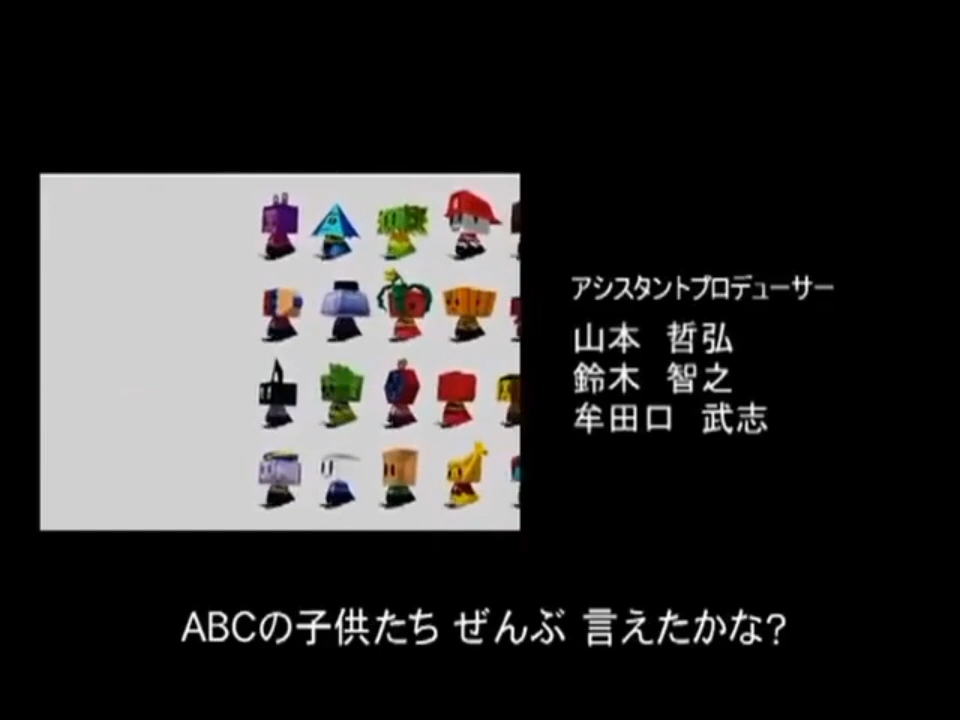 アシスタントプロデューサー
山本 哲弘
鈴木 智之
牟田口 武志
ABCの子供たち ぜんぶ 言えたかな?